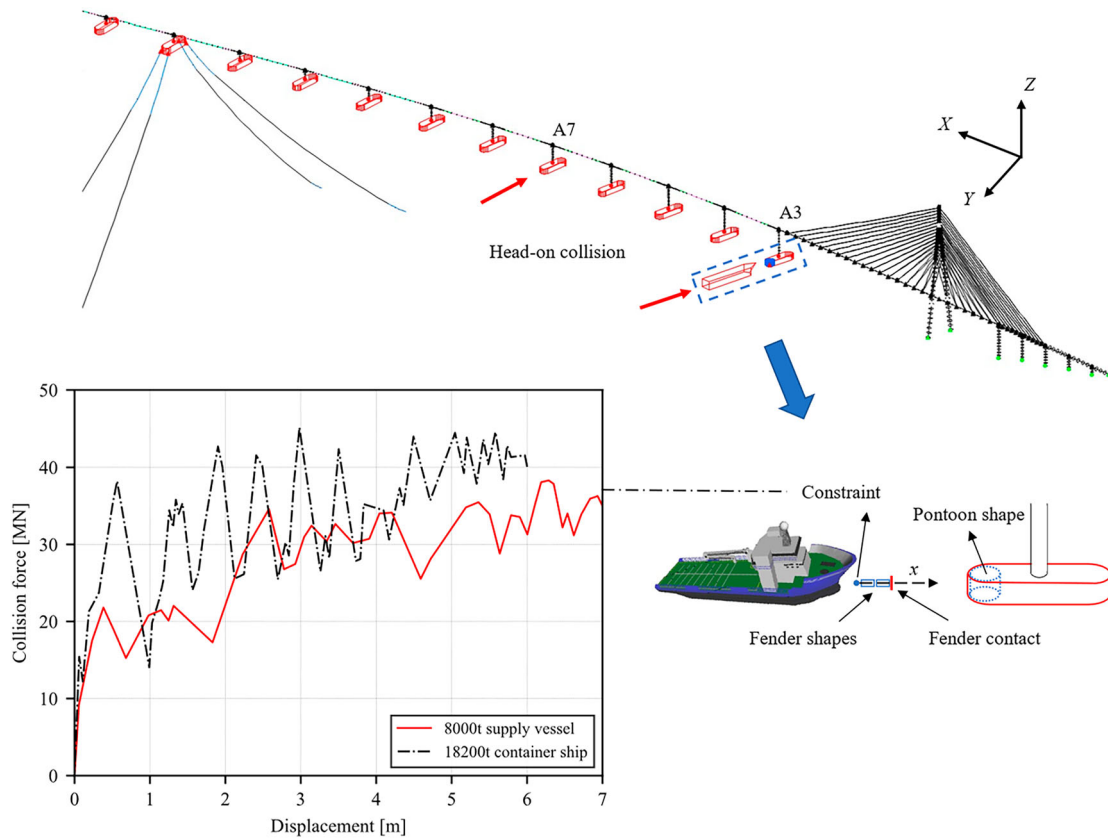 A7
Z
X
Y
A3
Head-on collision
50
40
30
20
10
0
Collision force [MN]
8000t supply vessel
18200t container ship
0 1 2 3 4 5 6 7
Displacement [m]
Constraint
Pontoon shape
x
Fender shapes
Fender contact